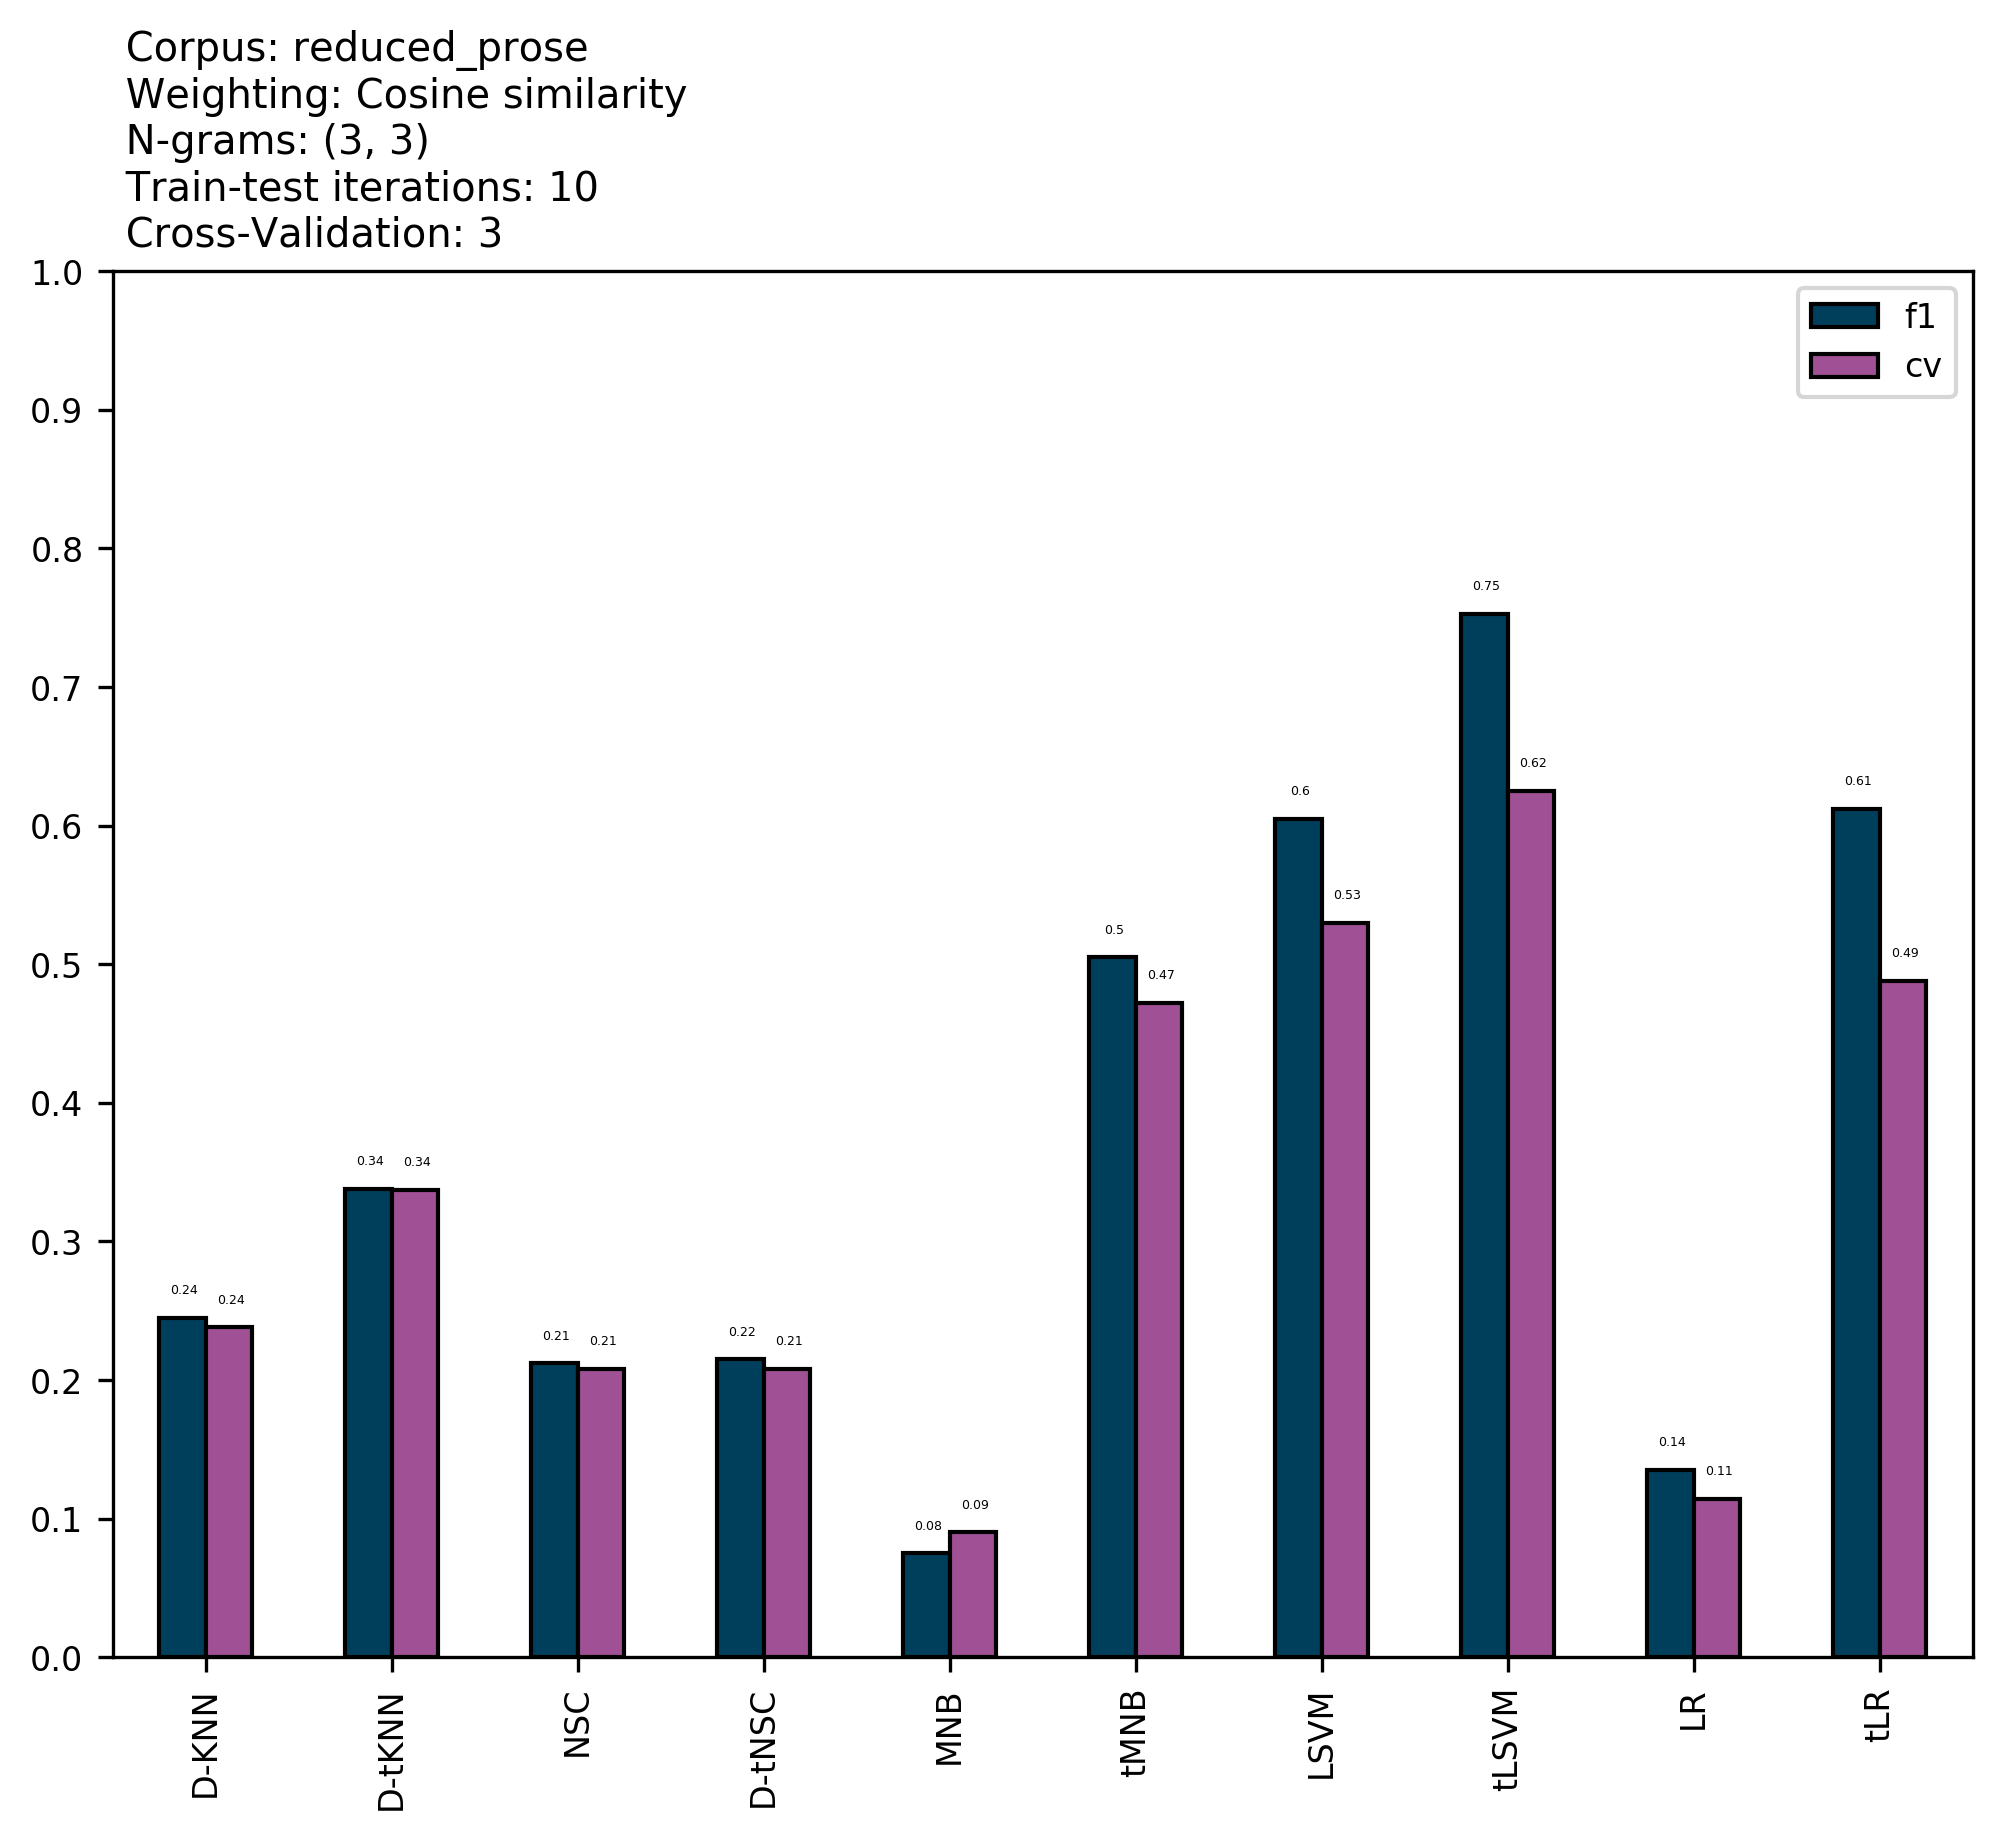 Corpus: reduced_prose
Weighting: Cosine similarity
N-grams: (3, 3)
Train-test iterations: 10
Cross-Validation: 3
1.0
0.9
0.8
0.7
0.6
0.5
0.4
0.3
0.2
0.1
0.0
f1
cv
0.24
0.24
0.34
0.34
0.21
0.21
0.22
0.21
0.08
0.09
0.5
0.47
0.6
0.53
0.75
0.62
0.14
0.11
0.61
0.49
D-KNN
D-tKNN
NSC
D-tNSC
MNB
tMNB
LSVM
tLSVM
LR
tLR